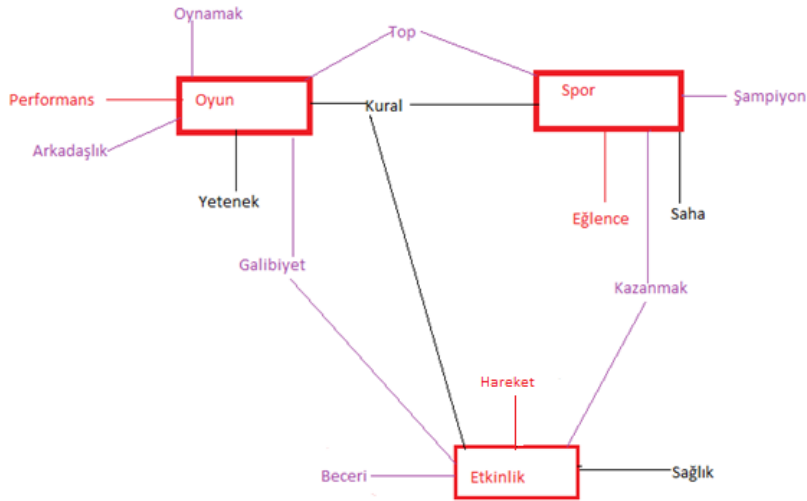 Oynamak
Top
Performans
Oyun
Kural
Spor
Şampiyon
Arkadaşlık
Yetenek
Eğlence
Saha
Galibiyet
Kazanmak
Hareket
Beceri
Etkinlik
Sağlık